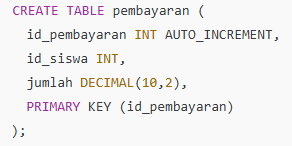 CREATE TABLE pembayaran (
  id_pembayaran INT AUTO_INCREMENT,
  id_siswa INT,
  jumlah DECIMAL(10,2),
  PRIMARY KEY (id_pembayaran)
);